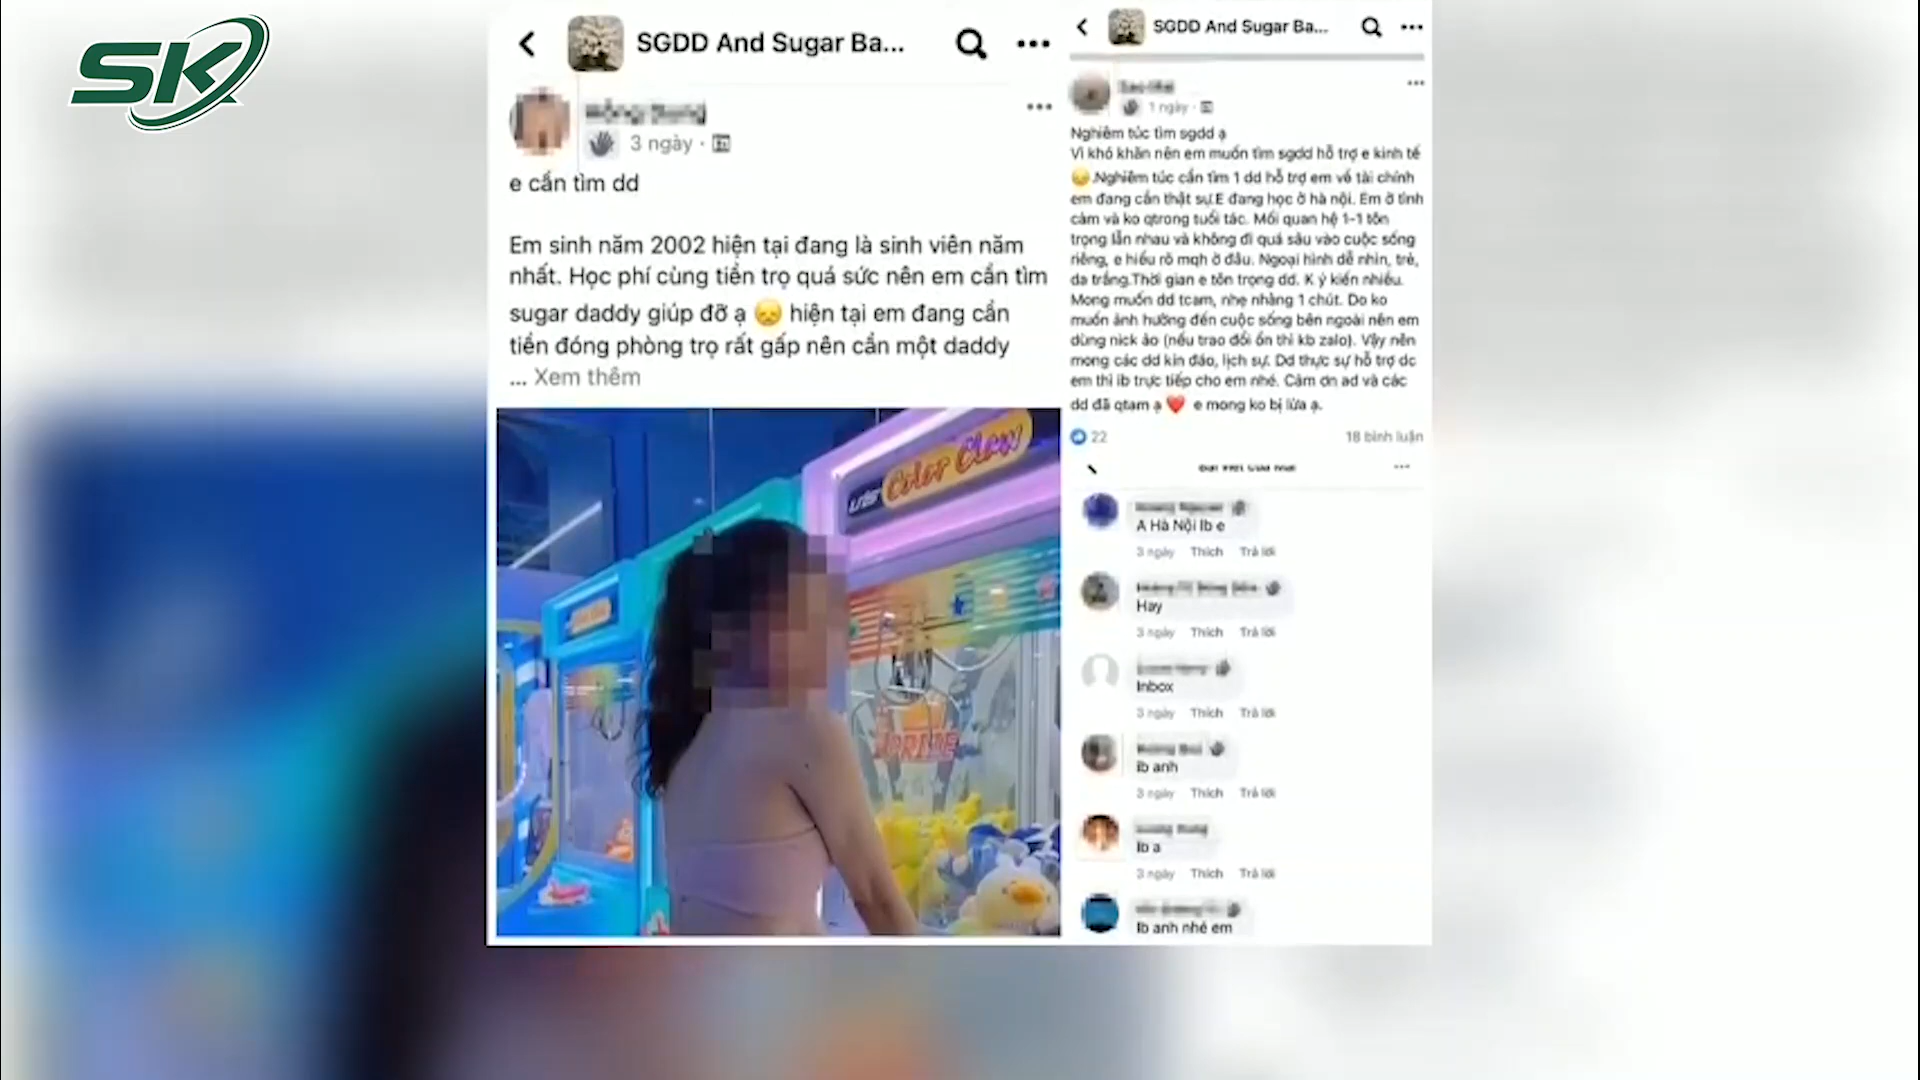 SK
SGDD And Sugar Ba...
3 ngày
e cần tìm dd
Em sinh năm 2002 hiện tại đang là sinh viên năm
nhất. Học phí cùng tiền trọ quá sức nên em cần tìm
sugar daddy giúp đỡ ạ 😞 hiện tại em đang cần
tiền đóng phòng trọ rất gấp nên cần một daddy
... Xem thêm
Color Claw
SGDD And Sugar Ba...
1 ngày
Nghiêm túc tìm sgdd ạ
Vì khó khăn nên em muốn tìm sgdd hỗ trợ e kinh tế
😞.Nghiêm túc cần tìm 1 dd hỗ trợ em về tài chính
em đang cần thật sự.E đang học ở hà nội. Em ở tình
cảm và ko qtrong tuổi tác. Mối quan hệ 1-1 tôn
trọng lẫn nhau và không đi quá sâu vào cuộc sống
riêng, e hiểu rõ mqh ở đâu. Ngoại hình dễ nhìn, trẻ,
da trắng.Thời gian e tôn trọng dd. K ý kiến nhiều.
Mong muốn dd tcam, nhẹ nhàng 1 chút. Do ko
muốn ảnh hưởng đến cuộc sống bên ngoài nên em
dùng nick ảo (nếu trao đổi ổn thì kb zalo). Vậy nên
mong các dd kín đáo, lịch sự. Dd thực sự hỗ trợ dc
em thì ib trực tiếp cho em nhé. Cảm ơn ad và các
dd đã qtam ạ ❤️ e mong ko bị lừa ạ.
22 18 bình luận
A Hà Nội Ib e
3 ngày Thích Trả lời
Hay
3 ngày Thích Trả lời
Inbox
3 ngày Thích Trả lời
Ib anh
3 ngày Thích Trả lời
Ib a
3 ngày Thích Trả lời
Ib anh nhé em